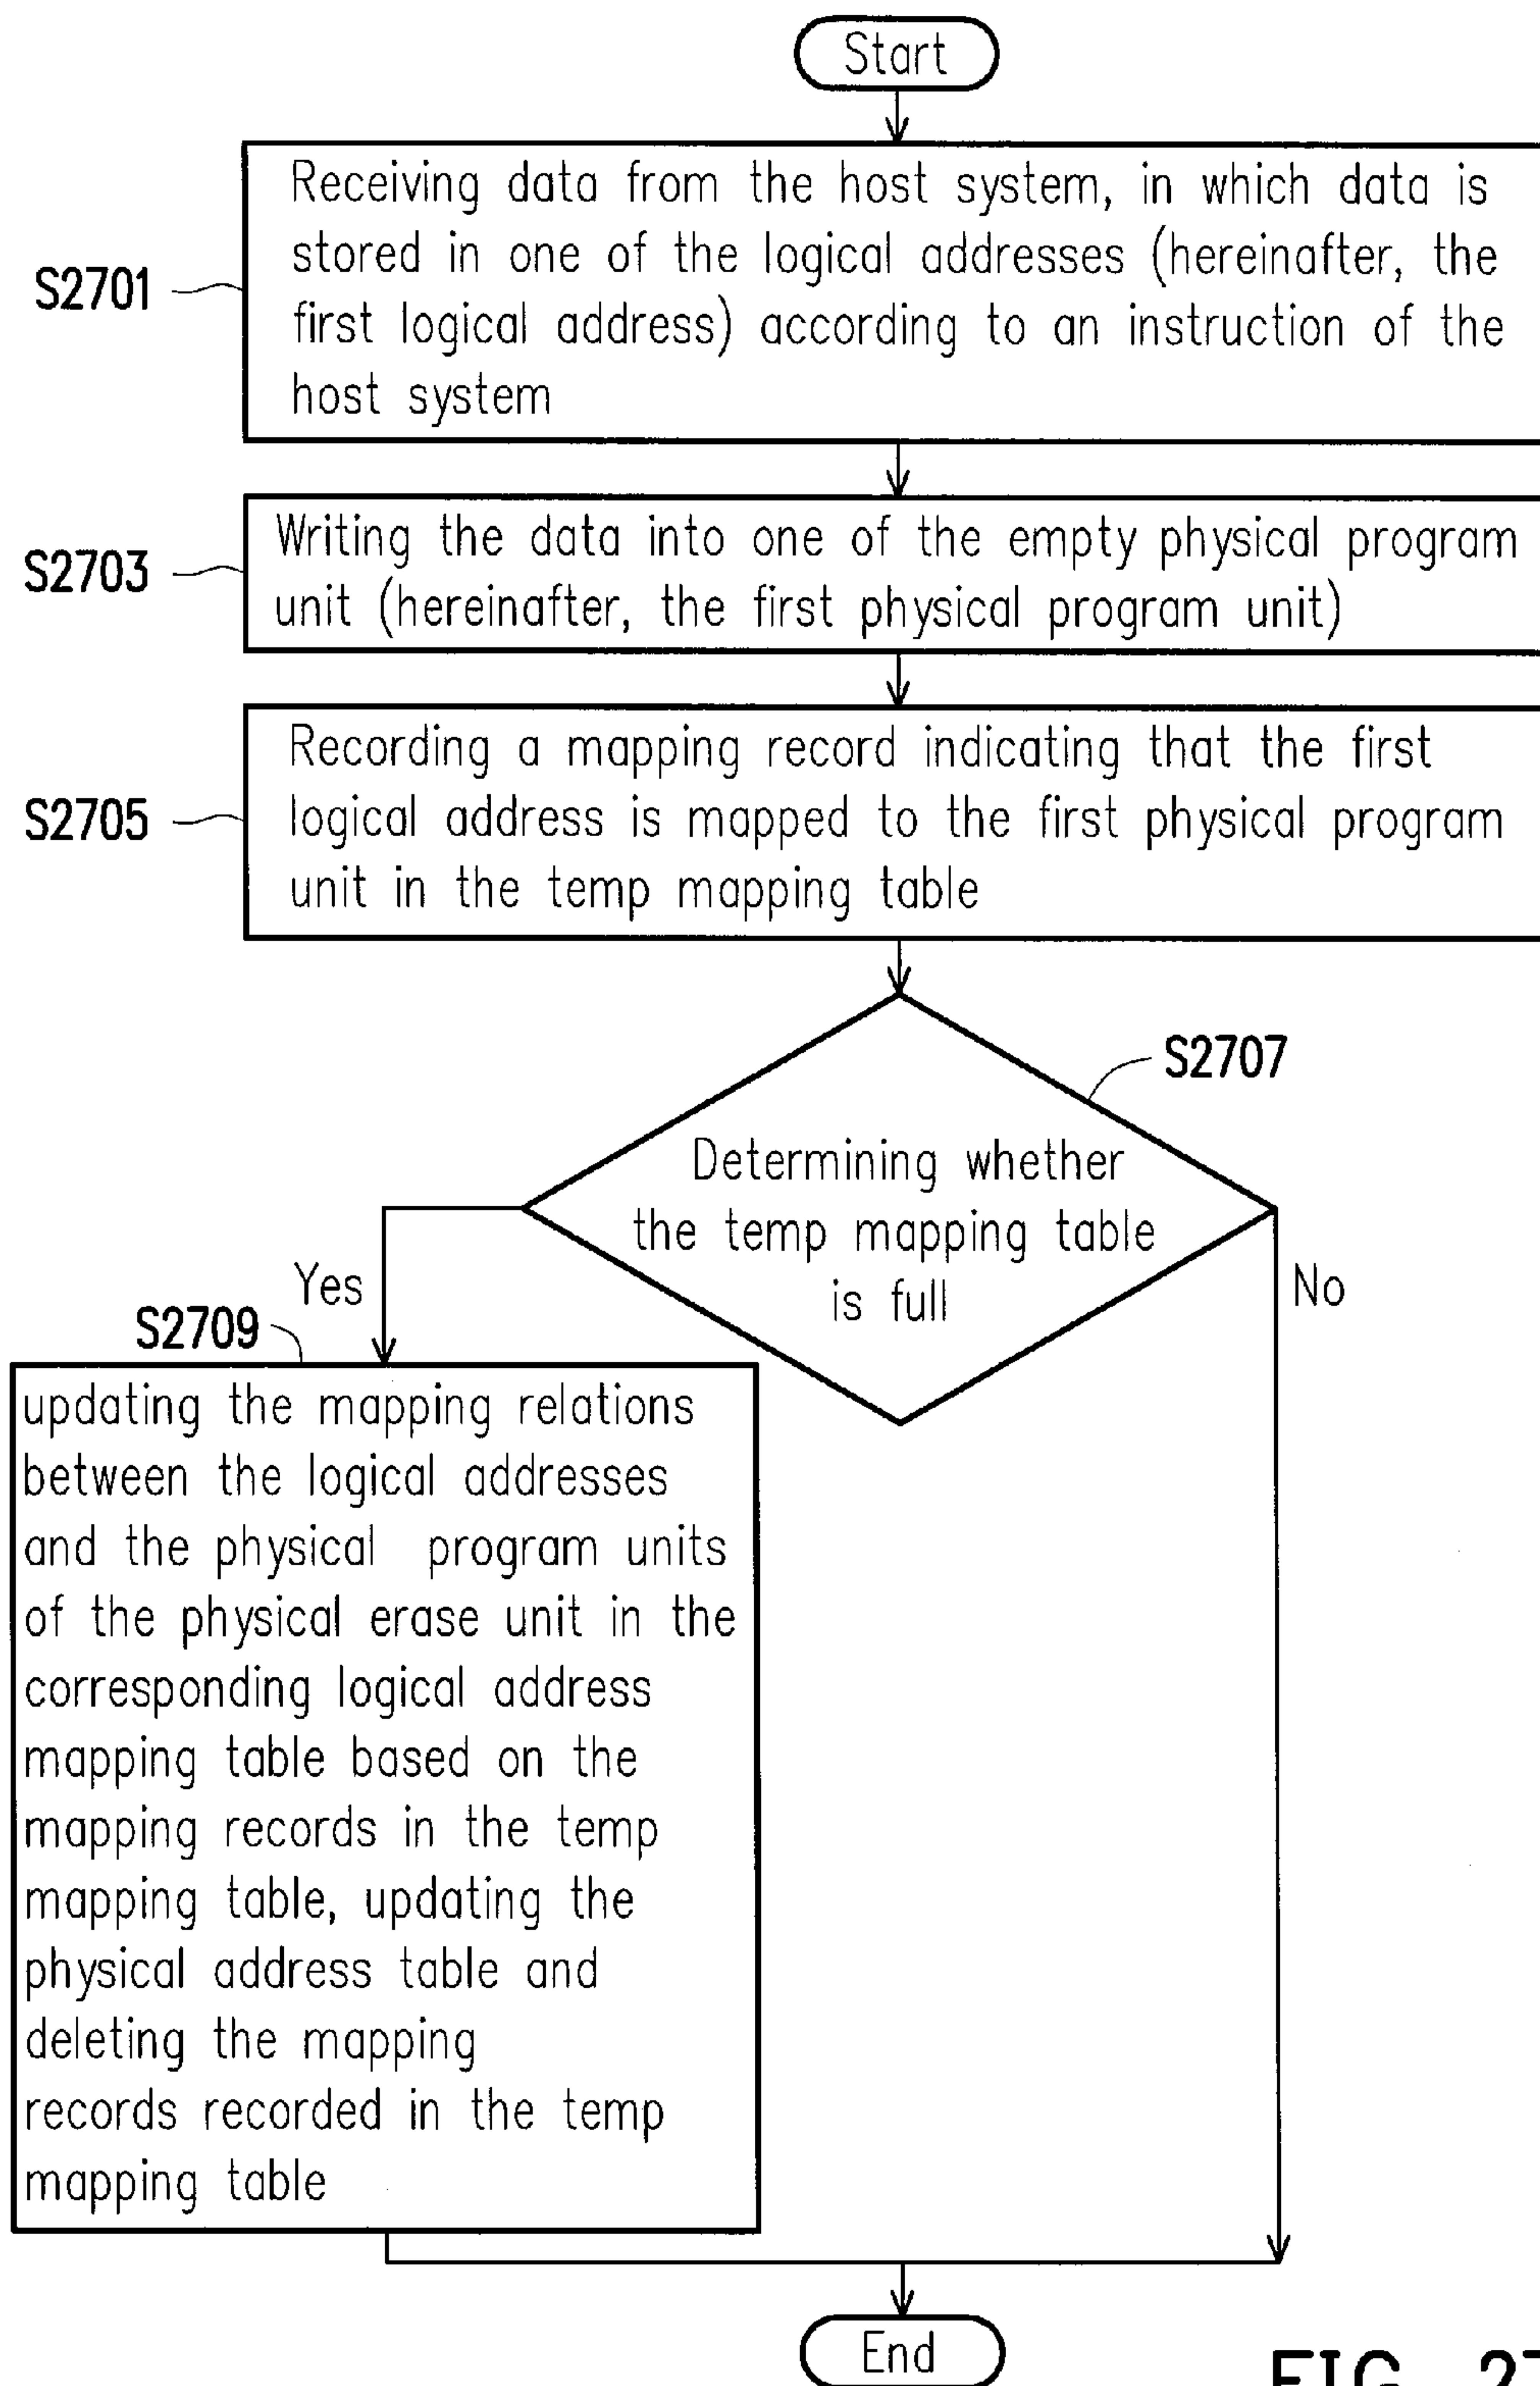 Start
Receiving data from the host system, in which data is
stored in one of the logical addresses (hereinafter, the
first logical address) according to an instruction of the
host system
S2701
Writing the data into one of the empty physical program
unit (hereinafter, the first physical program unit)
S2703
Recording a mapping record indicating that the first
logical address is mapped to the first physical program
unit in the temp mapping table
S2705
S2707
Determining whether
the temp mapping table
is full
Yes
No
S2709
updating the mapping relations
between the logical addresses
and the physical program units
of the physical erase unit in the
corresponding logical address
mapping table based on the
mapping records in the temp
mapping table, updating the
physical address table and
deleting the mapping
records recorded in the temp
mapping table
End
FIG. 27